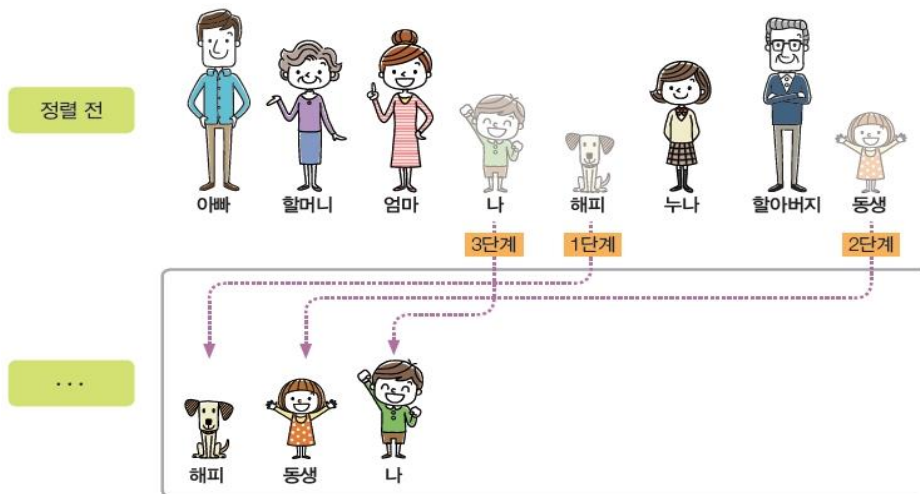 정렬 전
아빠 할머니 엄마 나 해피 누나 할아버지 동생
3단계 1단계 2단계
...
해피 동생 나